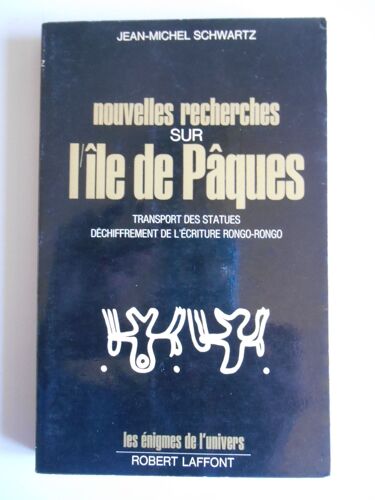 JEAN-MICHEL SCHWARTZ
nouvelles recherches
SUR
l'île de Pâques
TRANSPORT DES STATUES
DÉCHIFFREMENT DE L'ÉCRITURE RONGO-RONGO
les énigmes de l'univers
ROBERT LAFFONT